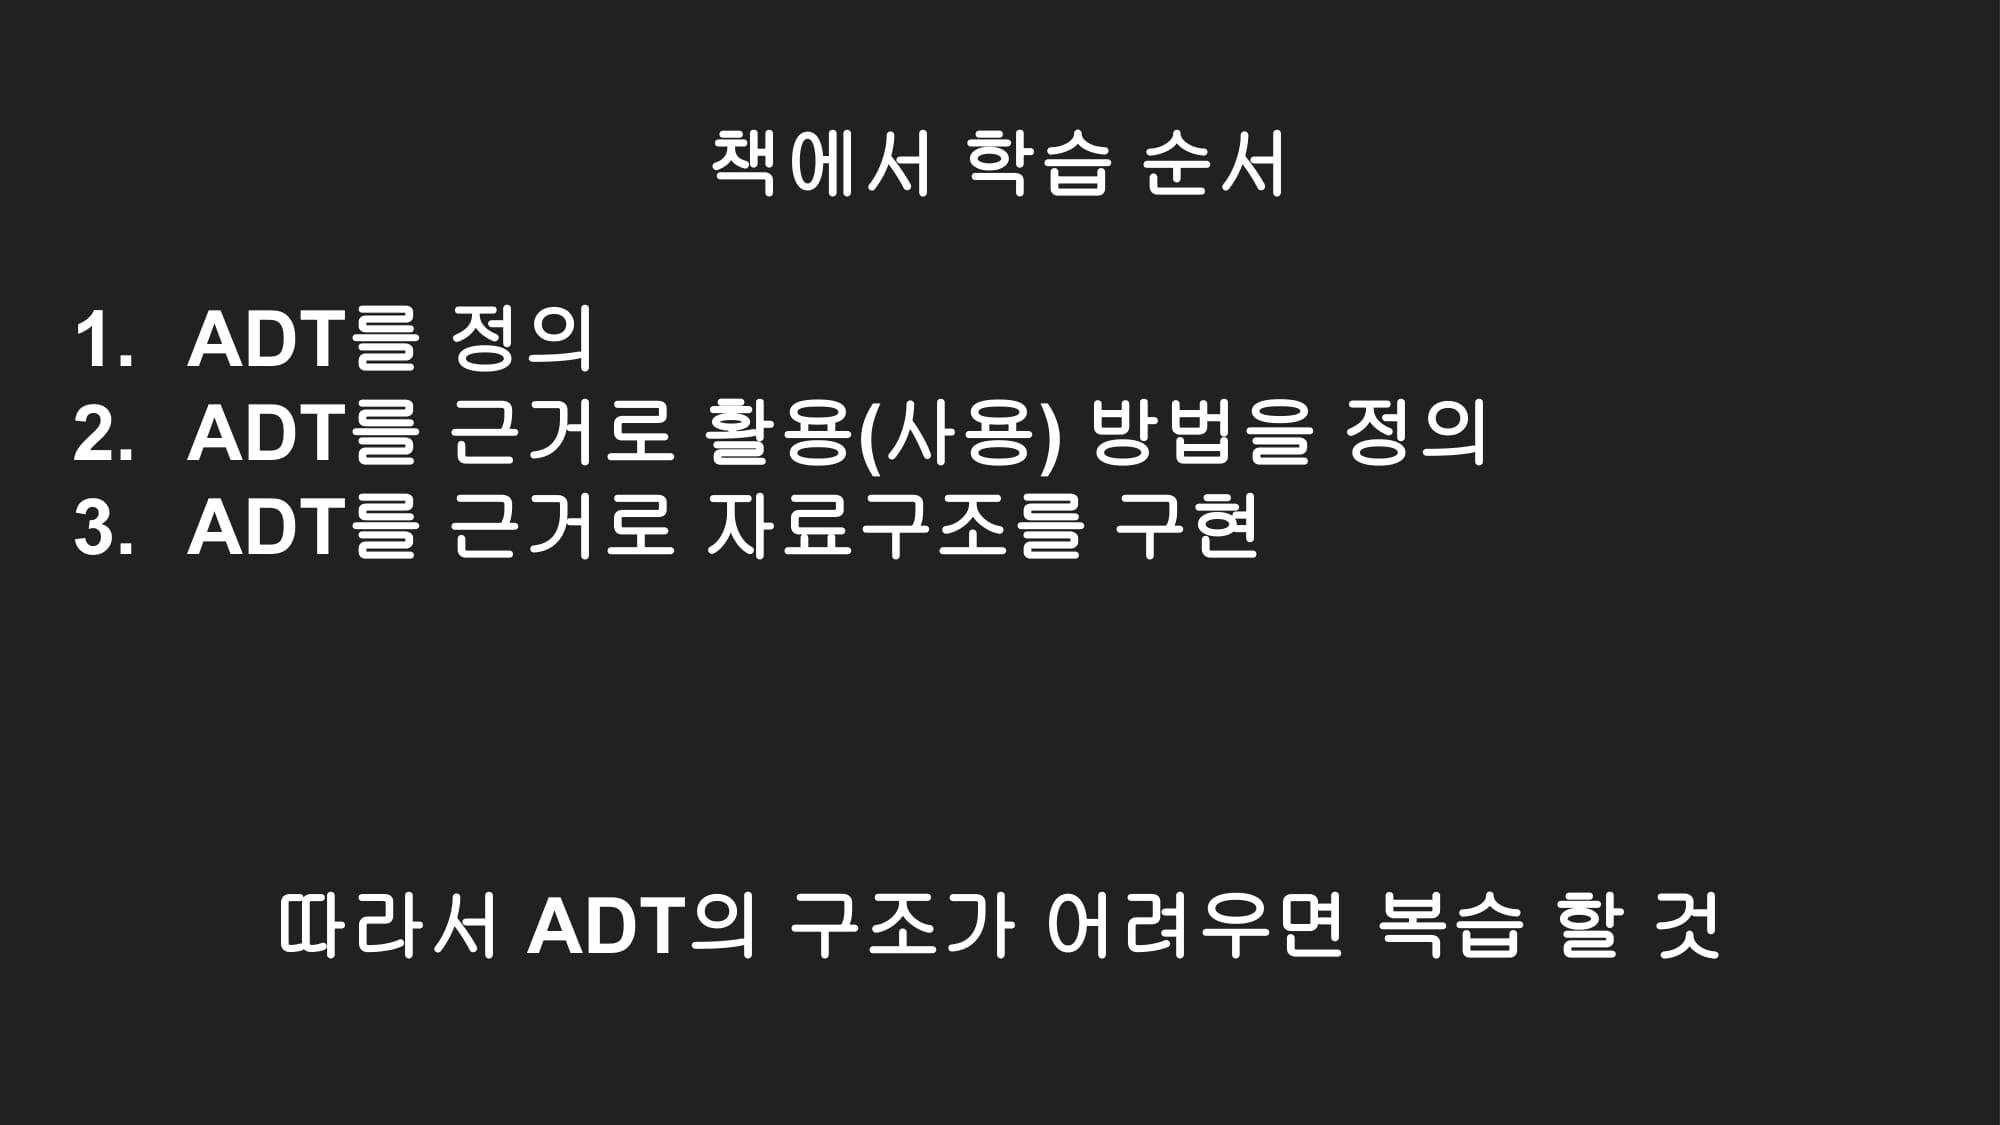 책에서 학습 순서
1. ADT를 정의
2. ADT를 근거로 활용(사용) 방법을 정의
3. ADT를 근거로 자료구조를 구현
따라서 ADT의 구조가 어려우면 복습 할 것